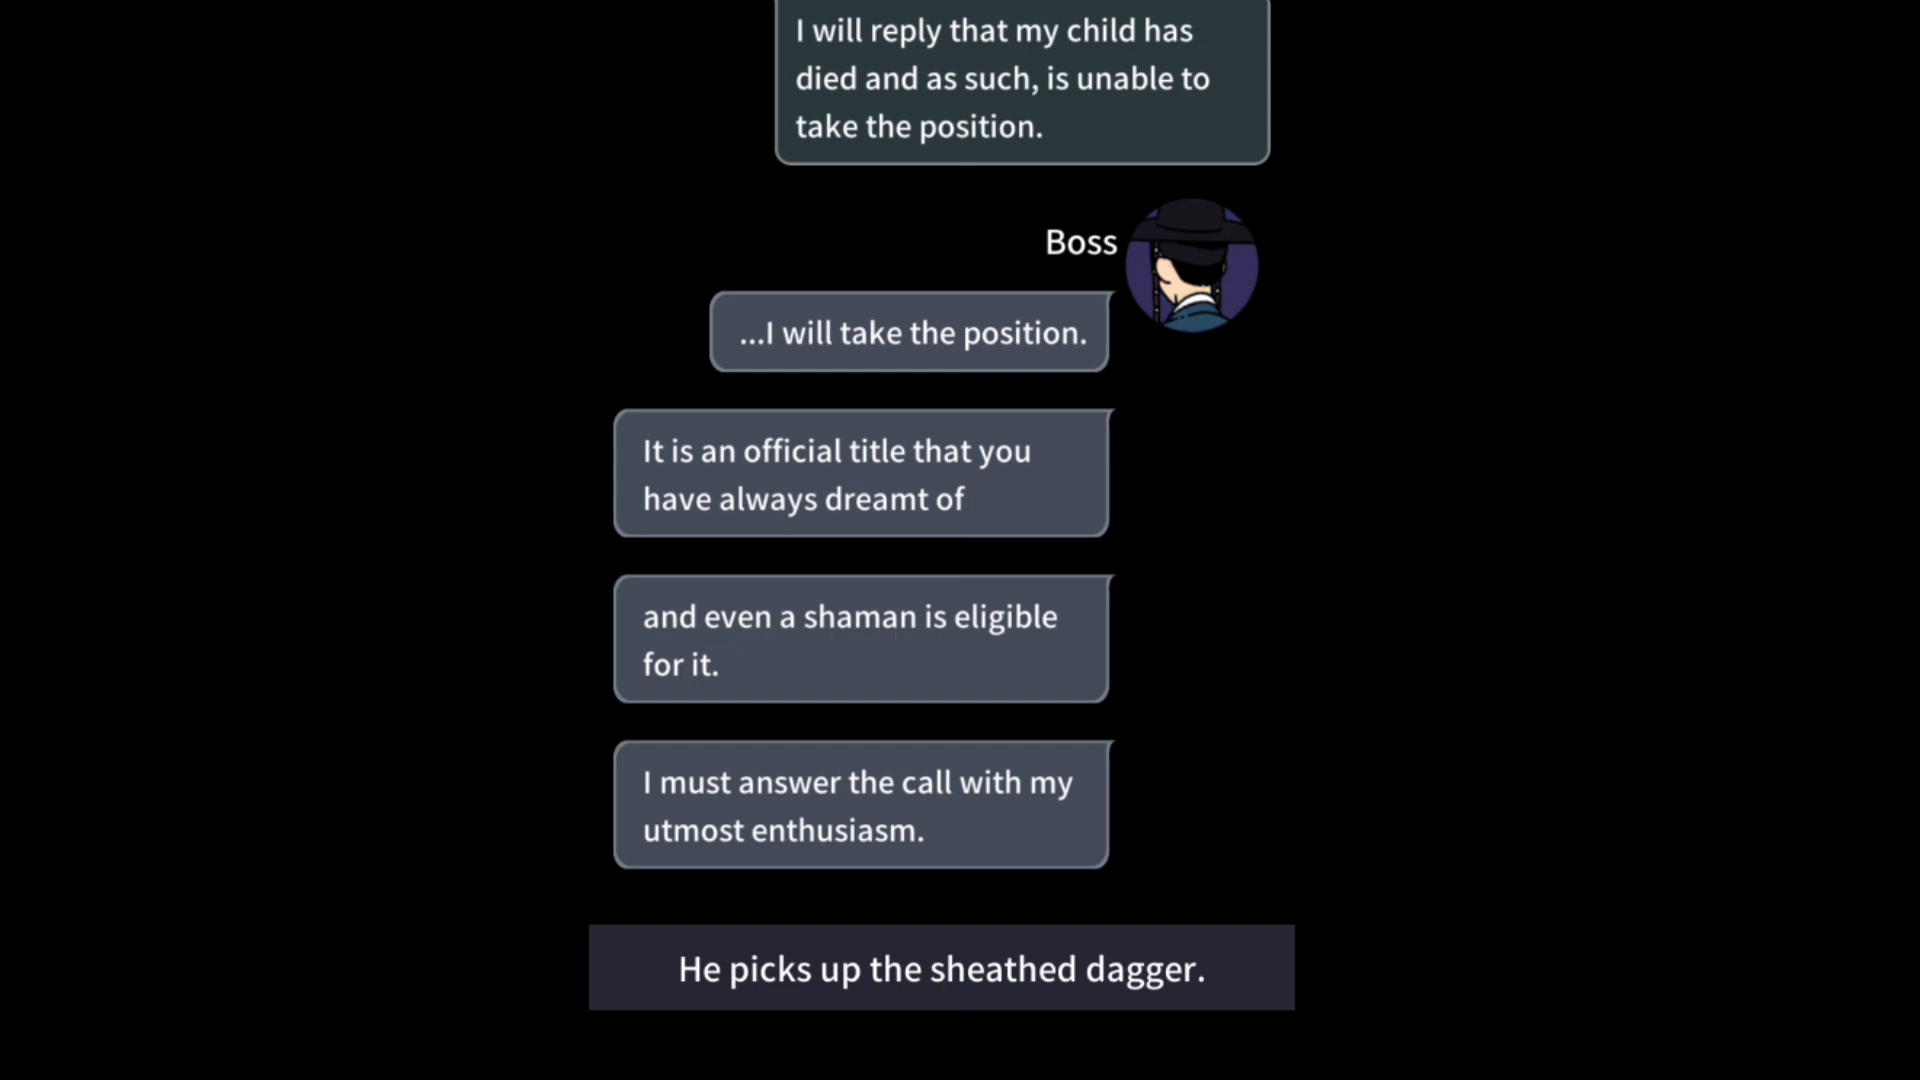 I will reply that my child has
died and as such, is unable to
take the position.
Boss
...I will take the position.
It is an official title that you
have always dreamt of
and even a shaman is eligible
for it.
I must answer the call with my
utmost enthusiasm.
He picks up the sheathed dagger.